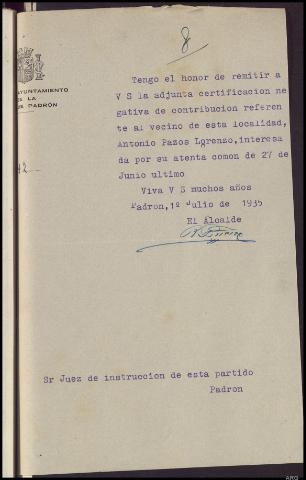 8
AYUNTAMIENTO
DE LA
DE PADRÓN
Tengo el honor de remitir a
V S la adjunta certificacion ne
gativa de contribucion referen
te al vecino de esta localidad,
Antonio Pazos Lorenzo, interesa
da por su atenta comon de 27 de
Junio ultimo
Viva V S muchos años
Padron, 1º Julio de 1935
El Alcalde
Sr Juez de instruccion de esta partido
Padron